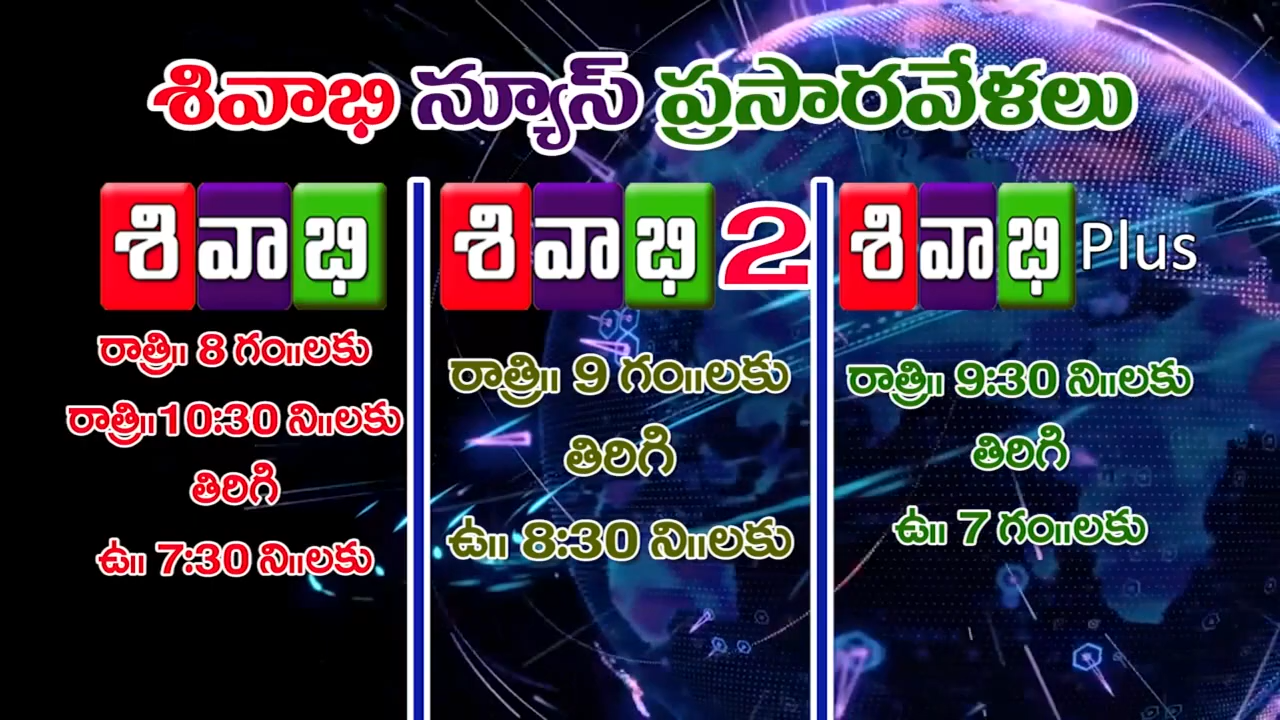 శివాభి న్యూస్ ప్రసారవేళలు
శివాభి
రాత్రి॥ 8 గం॥లకు
రాత్రి॥10:30 ని॥లకు
తిరిగి
ఉ॥ 7:30 ని॥లకు
శివాభి 2
రాత్రి॥ 9 గం॥లకు
తిరిగి
ఉ॥ 8:30 ని॥లకు
శివాభి Plus
రాత్రి॥ 9:30 ని॥లకు
తిరిగి
ఉ॥ 7 గం॥లకు